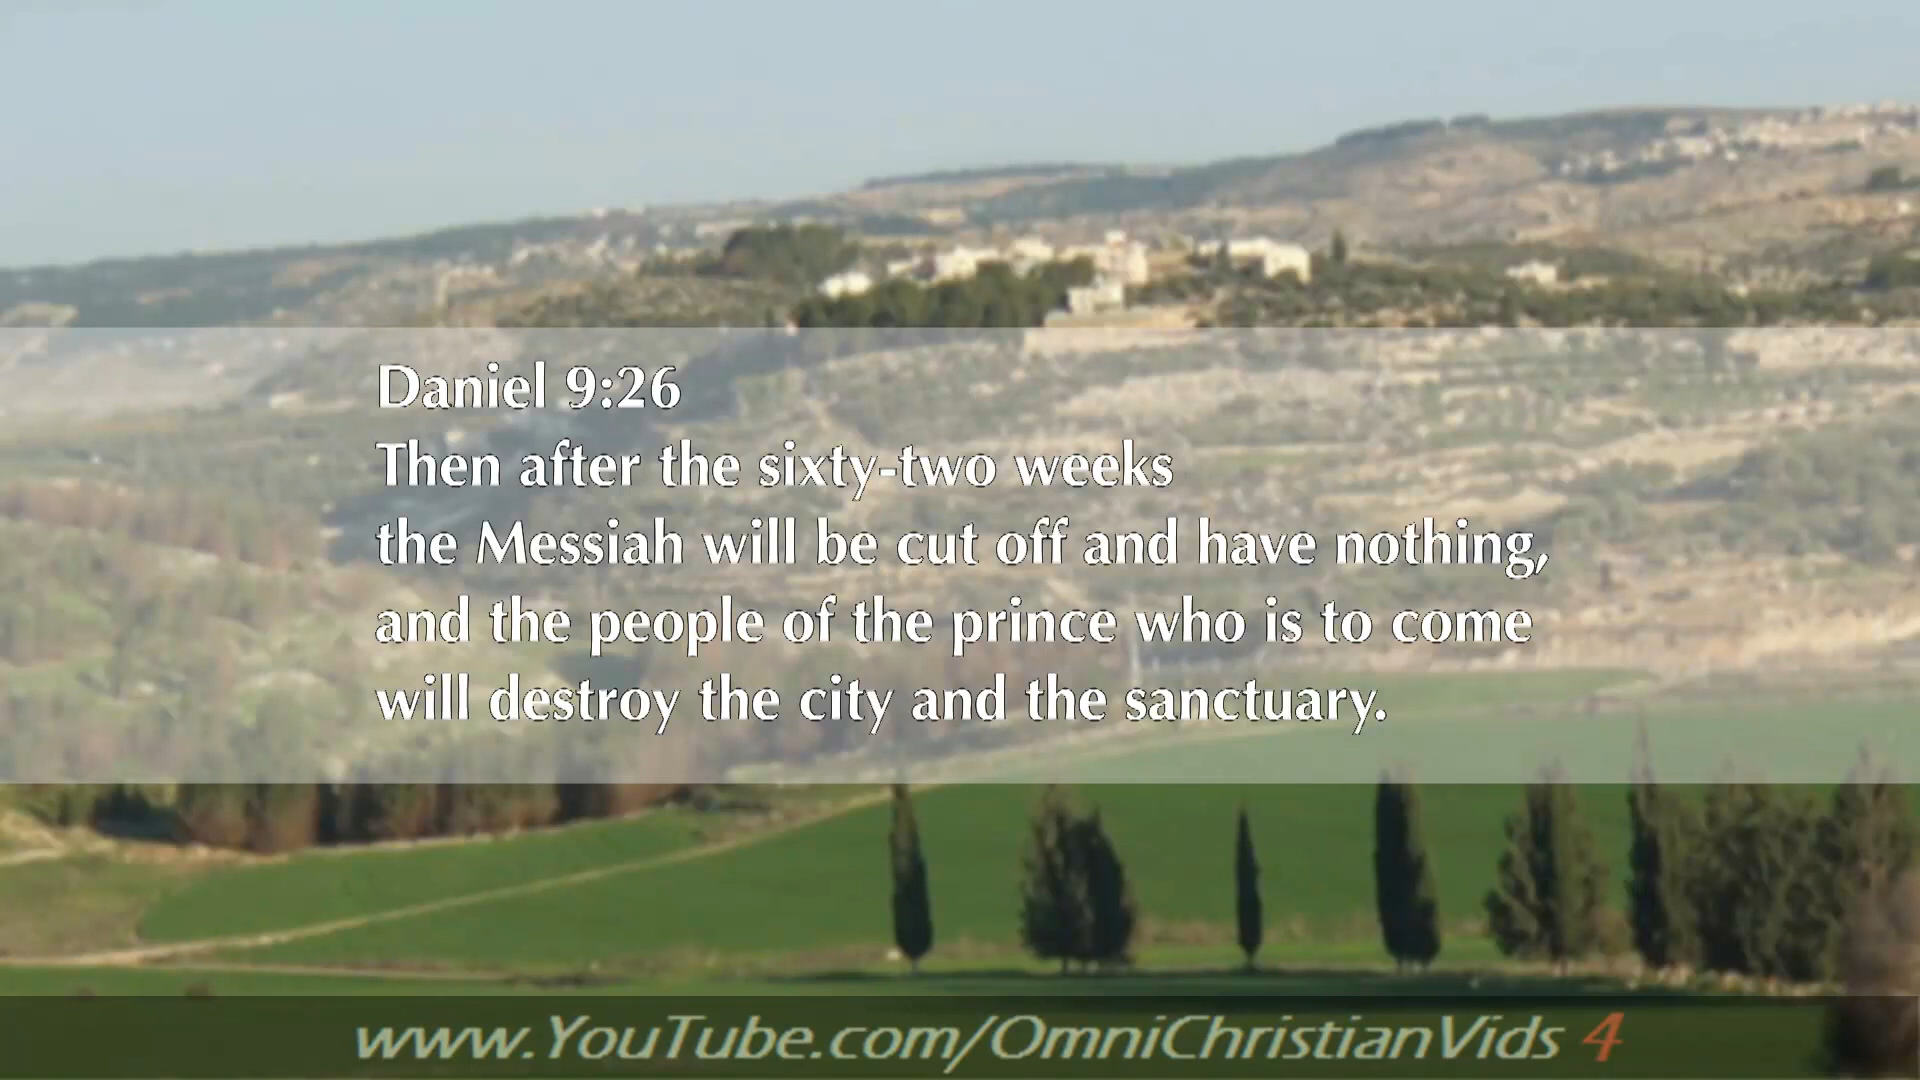 Daniel 9:26
Then after the sixty-two weeks
the Messiah will be cut off and have nothing,
and the people of the prince who is to come
will destroy the city and the sanctuary.
www.YouTube.com/OmniChristianVids 4